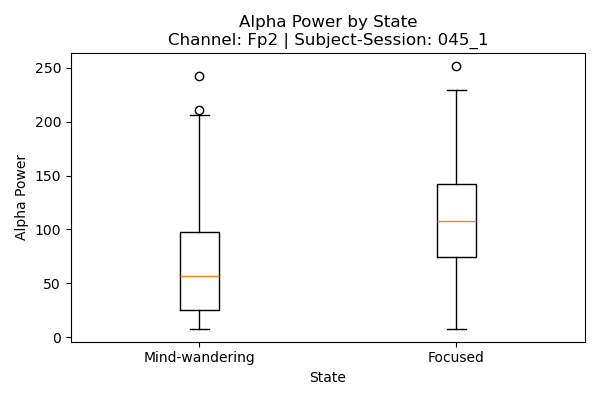 Alpha Power by State
Channel: Fp2 | Subject-Session: 045_1
Alpha Power
250
200
150
100
50
0
Mind-wandering
Focused
State